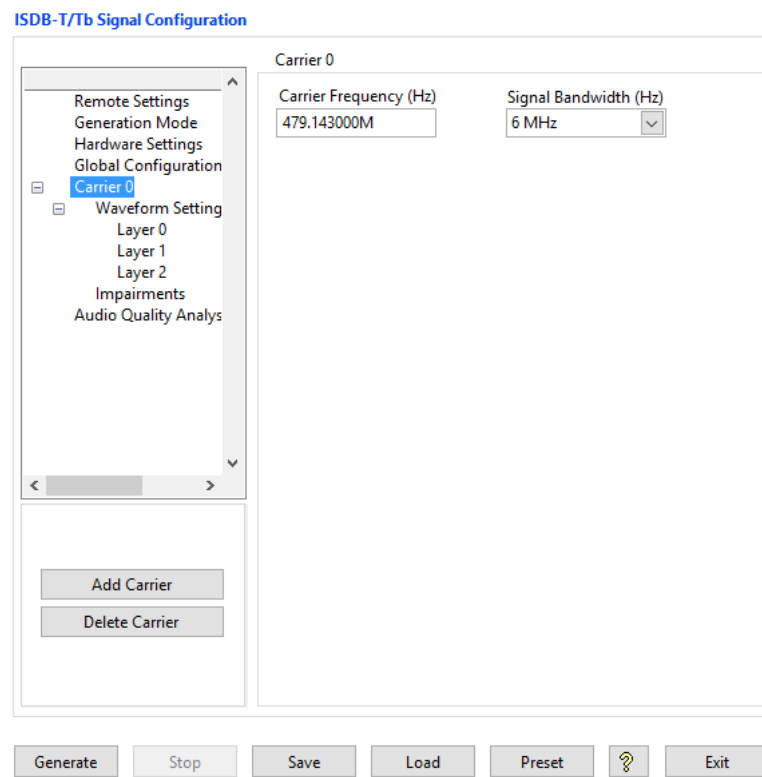 ISDB-T/Tb Signal Configuration
Carrier 0
Remote Settings
Generation Mode
Hardware Settings
Global Configuration
Carrier 0
Waveform Setting
Layer 0
Layer 1
Layer 2
Impairments
Audio Quality Analys
Carrier Frequency (Hz) Signal Bandwidth (Hz)
479.143000M 6 MHz
Add Carrier
Delete Carrier
Generate Stop Save Load Preset ? Exit